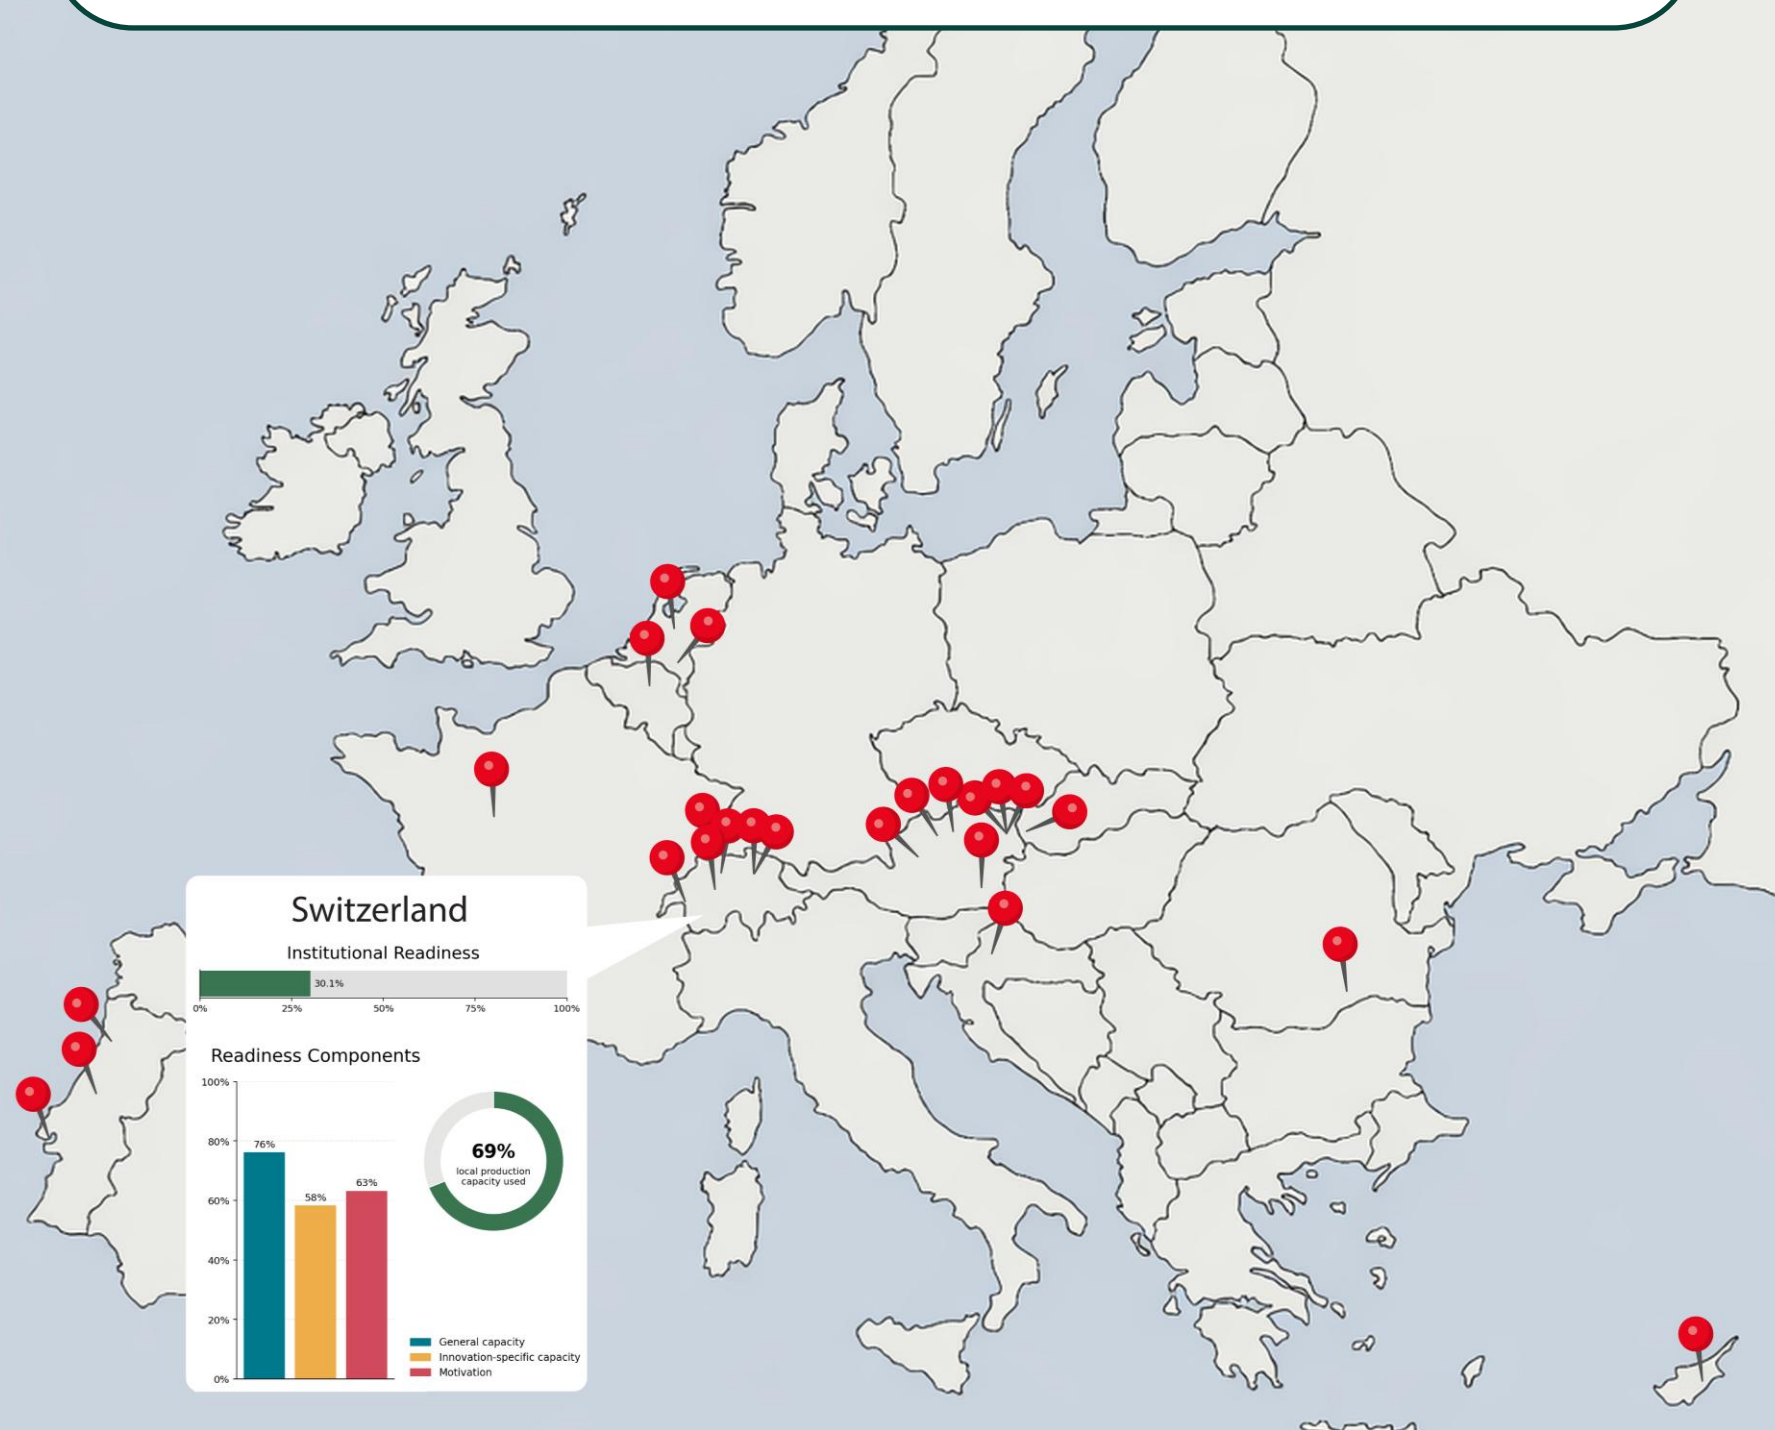 Switzerland
Institutional Readiness
30.1%
0% 25% 50% 75% 100%
Readiness Components
100%
80%
60%
40%
20%
0%
76%
58%
63%
69%
local production
capacity used
General capacity
Innovation-specific capacity
Motivation